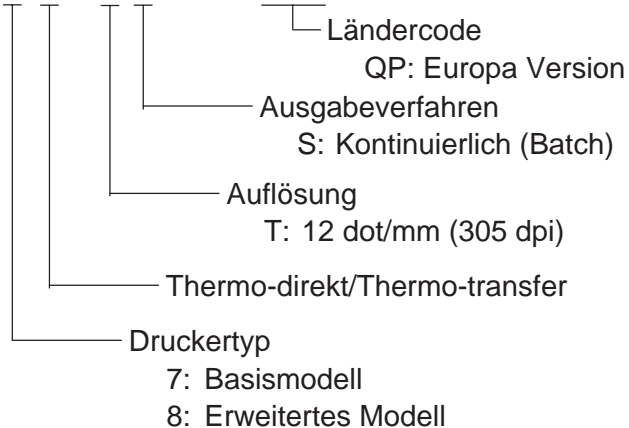 Ländercode
QP: Europa Version
Ausgabeverfahren
S: Kontinuierlich (Batch)
Auflösung
T: 12 dot/mm (305 dpi)
Thermo-direkt/Thermo-transfer
Druckertyp
7: Basismodell
8: Erweitertes Modell